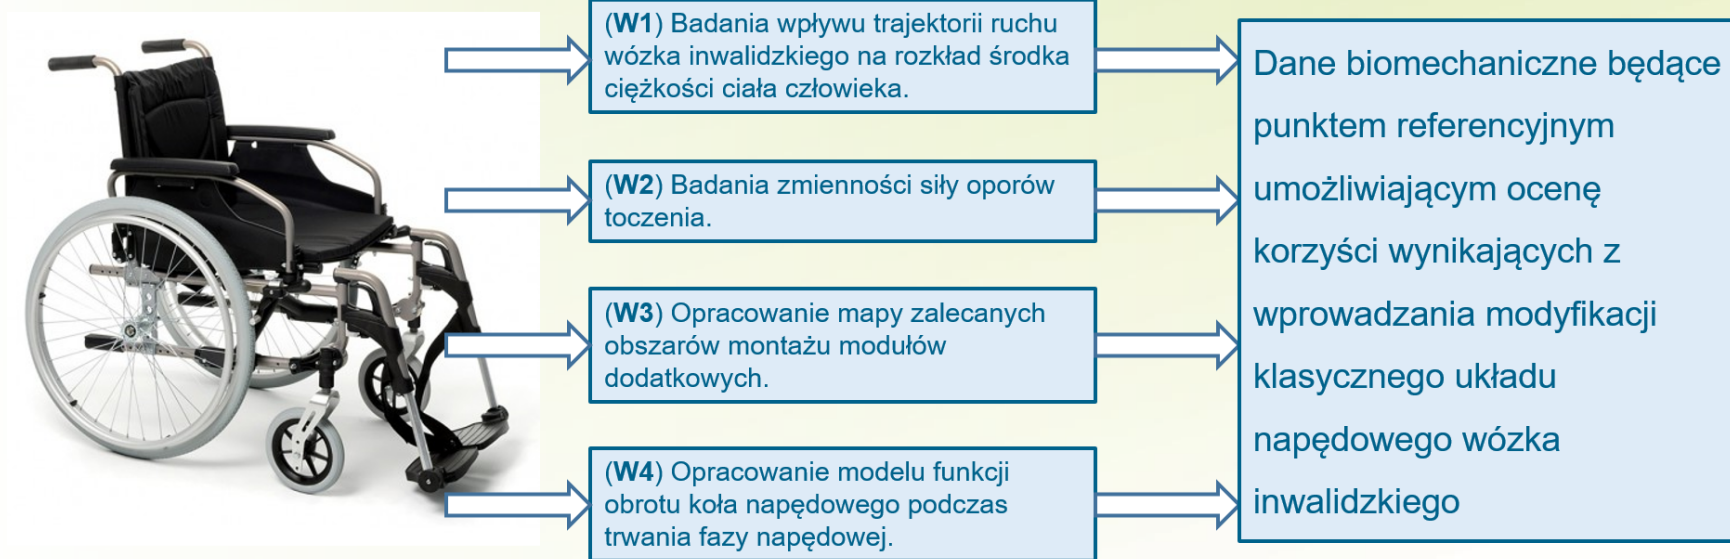 (W1) Badania wpływu trajektorii ruchu
wózka inwalidzkiego na rozkład środka
ciężkości ciała człowieka.
(W2) Badania zmienności siły oporów
toczenia.
(W3) Opracowanie mapy zalecanych
obszarów montażu modułów
dodatkowych.
(W4) Opracowanie modelu funkcji
obrotu koła napędowego podczas
trwania fazy napędowej.
Dane biomechaniczne będące
punktem referencyjnym
umożliwiającym ocenę
korzyści wynikających z
wprowadzania modyfikacji
klasycznego układu
napędowego wózka
inwalidzkiego